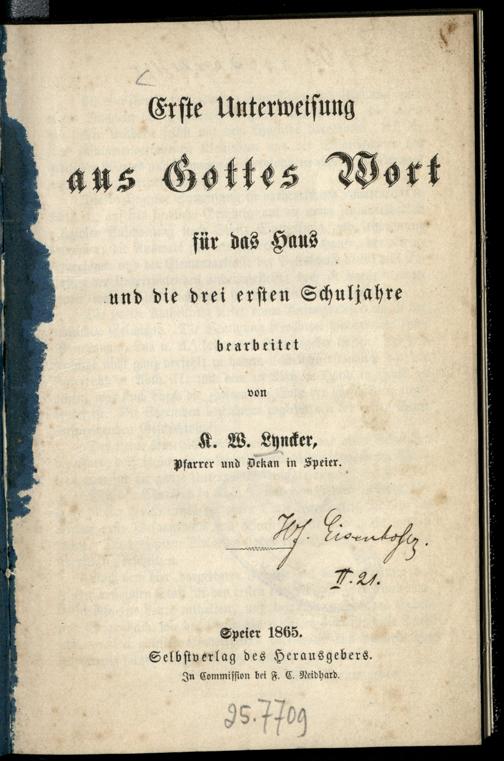 Erste Unterweisung
aus Gottes Wort
für das Haus
und die drei ersten Schuljahre
bearbeitet
von
K. W. Lyncker,
Pfarrer und Dekan in Speier.
Eisenhofer.
II. 21.
Speier 1865.
Selbstverlag des Herausgebers.
In Commission bei F. C. Neidhard.
25.7709